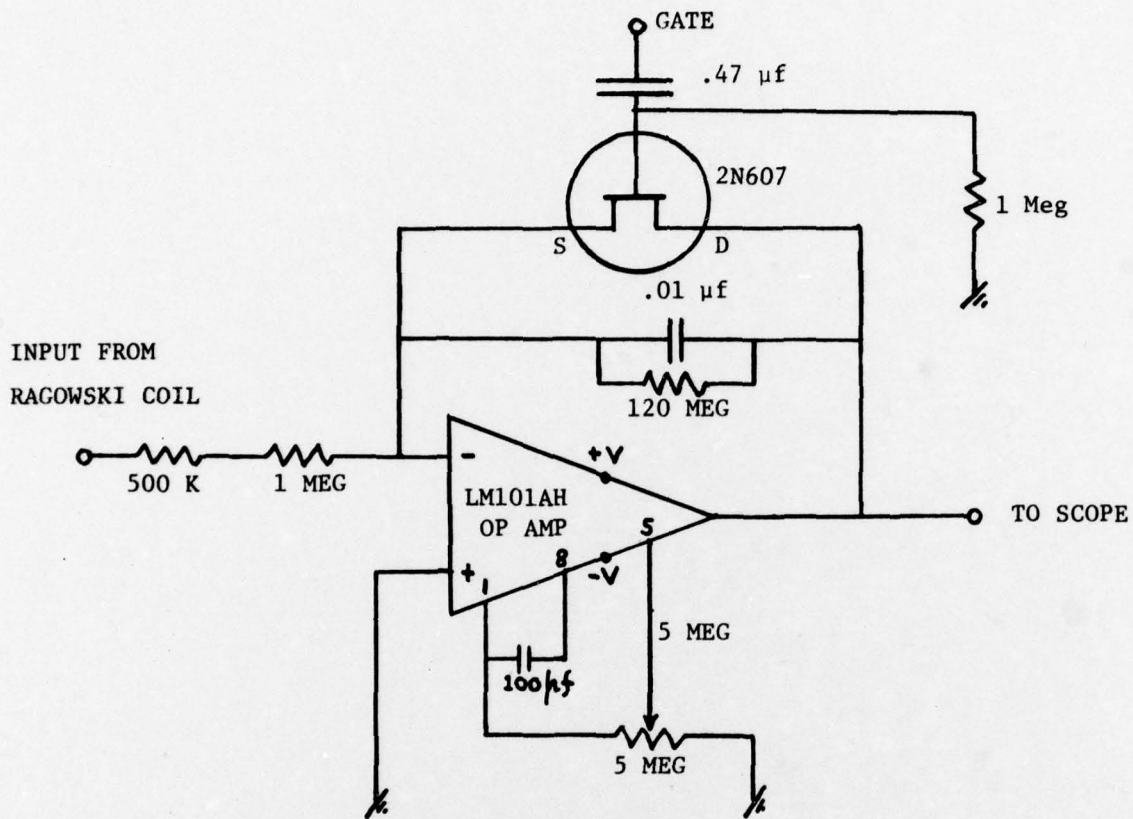 GATE
.47 µf
2N607
1 Meg
S
D
.01 µf
INPUT FROM
RAGOWSKI COIL
120 MEG
500 K
1 MEG
-
+V
LM101AH
OP AMP
TO SCOPE
5
8
-V
+
1
5 MEG
100pf
5 MEG